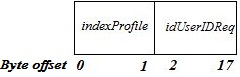 indexProfile idUserIDReq
Byte offset 0 1 2 17